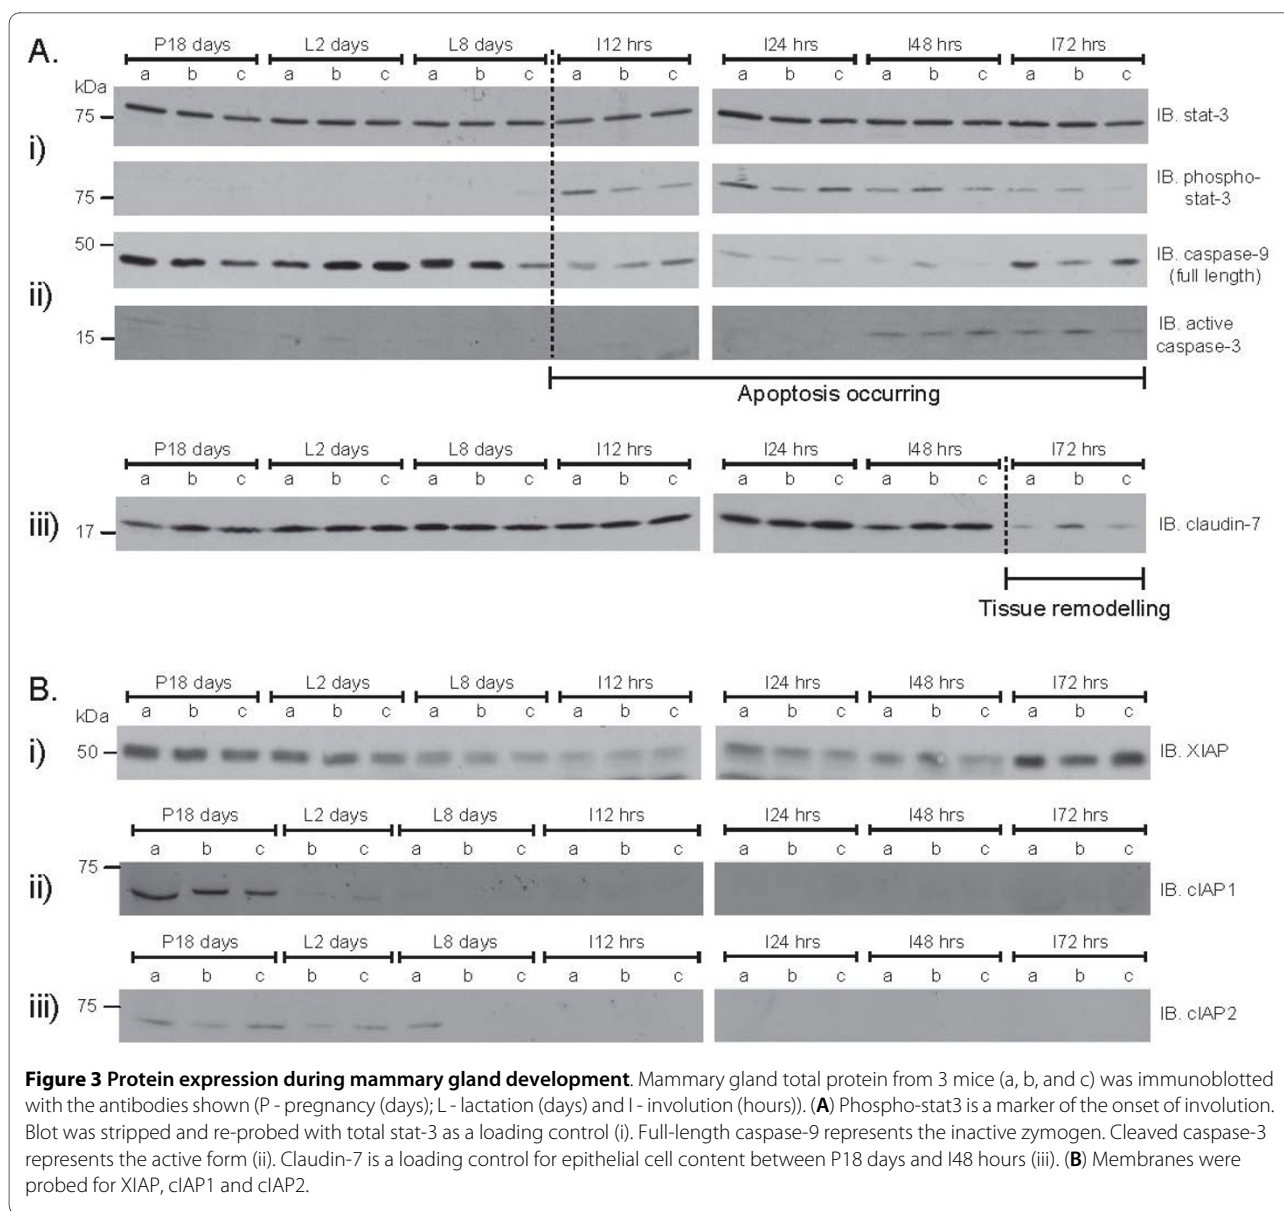 A.
P18 days L2 days L8 days I12 hrs I24 hrs I48 hrs I72 hrs
a b c a b c a b c a b c a b c a b c a b c
kDa
75 IB. stat-3
i)
75 IB. phospho-
stat-3
50 IB. caspase-9
(full length)
ii)
15 IB. active
caspase-3
Apoptosis occurring
P18 days L2 days L8 days I12 hrs I24 hrs I48 hrs I72 hrs
a b c a b c a b c a b c a b c a b c a b c
iii) 17 IB. claudin-7
Tissue remodelling
B.
P18 days L2 days L8 days I12 hrs I24 hrs I48 hrs I72 hrs
a b c a b c a b c a b c a b c a b c a b c
kDa
i) 50 IB. XIAP
P18 days L2 days L8 days I12 hrs I24 hrs I48 hrs I72 hrs
a b c a b c a b c a b c a b c a b c a b c
75
ii) IB. cIAP1
P18 days L2 days L8 days I12 hrs I24 hrs I48 hrs I72 hrs
a b c a b c a b c a b c a b c a b c a b c
75
iii) IB. cIAP2
Figure 3 Protein expression during mammary gland development. Mammary gland total protein from 3 mice (a, b, and c) was immunoblotted
with the antibodies shown (P - pregnancy (days); L - lactation (days) and I - involution (hours)). (A) Phospho-stat3 is a marker of the onset of involution.
Blot was stripped and re-probed with total stat-3 as a loading control (i). Full-length caspase-9 represents the inactive zymogen. Cleaved caspase-3
represents the active form (ii). Claudin-7 is a loading control for epithelial cell content between P18 days and I48 hours (iii). (B) Membranes were
probed for XIAP, cIAP1 and cIAP2.